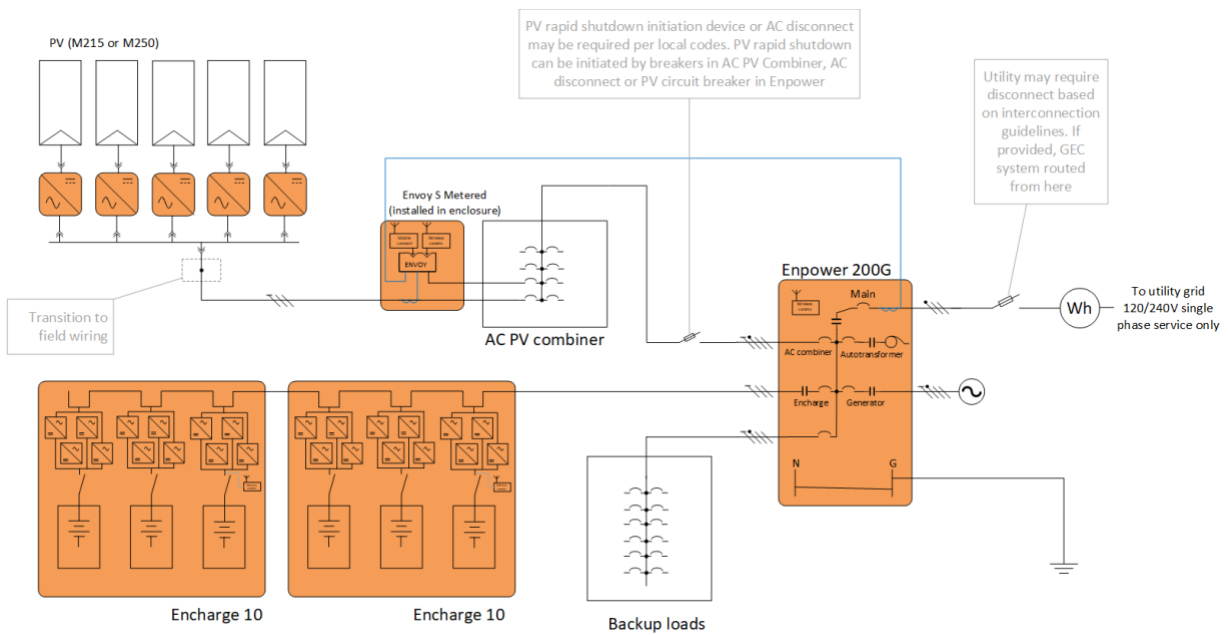 PV (M215 or M250)
PV rapid shutdown initiation device or AC disconnect
may be required per local codes. PV rapid shutdown
can be initiated by breakers in AC PV Combiner, AC
disconnect or PV circuit breaker in Enpower
Utility may require
disconnect based
on interconnection
guidelines. If
provided, GEC
system routed
from here
Envoy S Metered
(installed in enclosure)
ENVOY
Transition to
field wiring
AC PV combiner
Enpower 200G
Main
AC combiner
Autotransformer
Encharge
Generator
N
G
Wh
To utility grid
120/240V single
phase service only
Encharge 10
Encharge 10
Backup loads